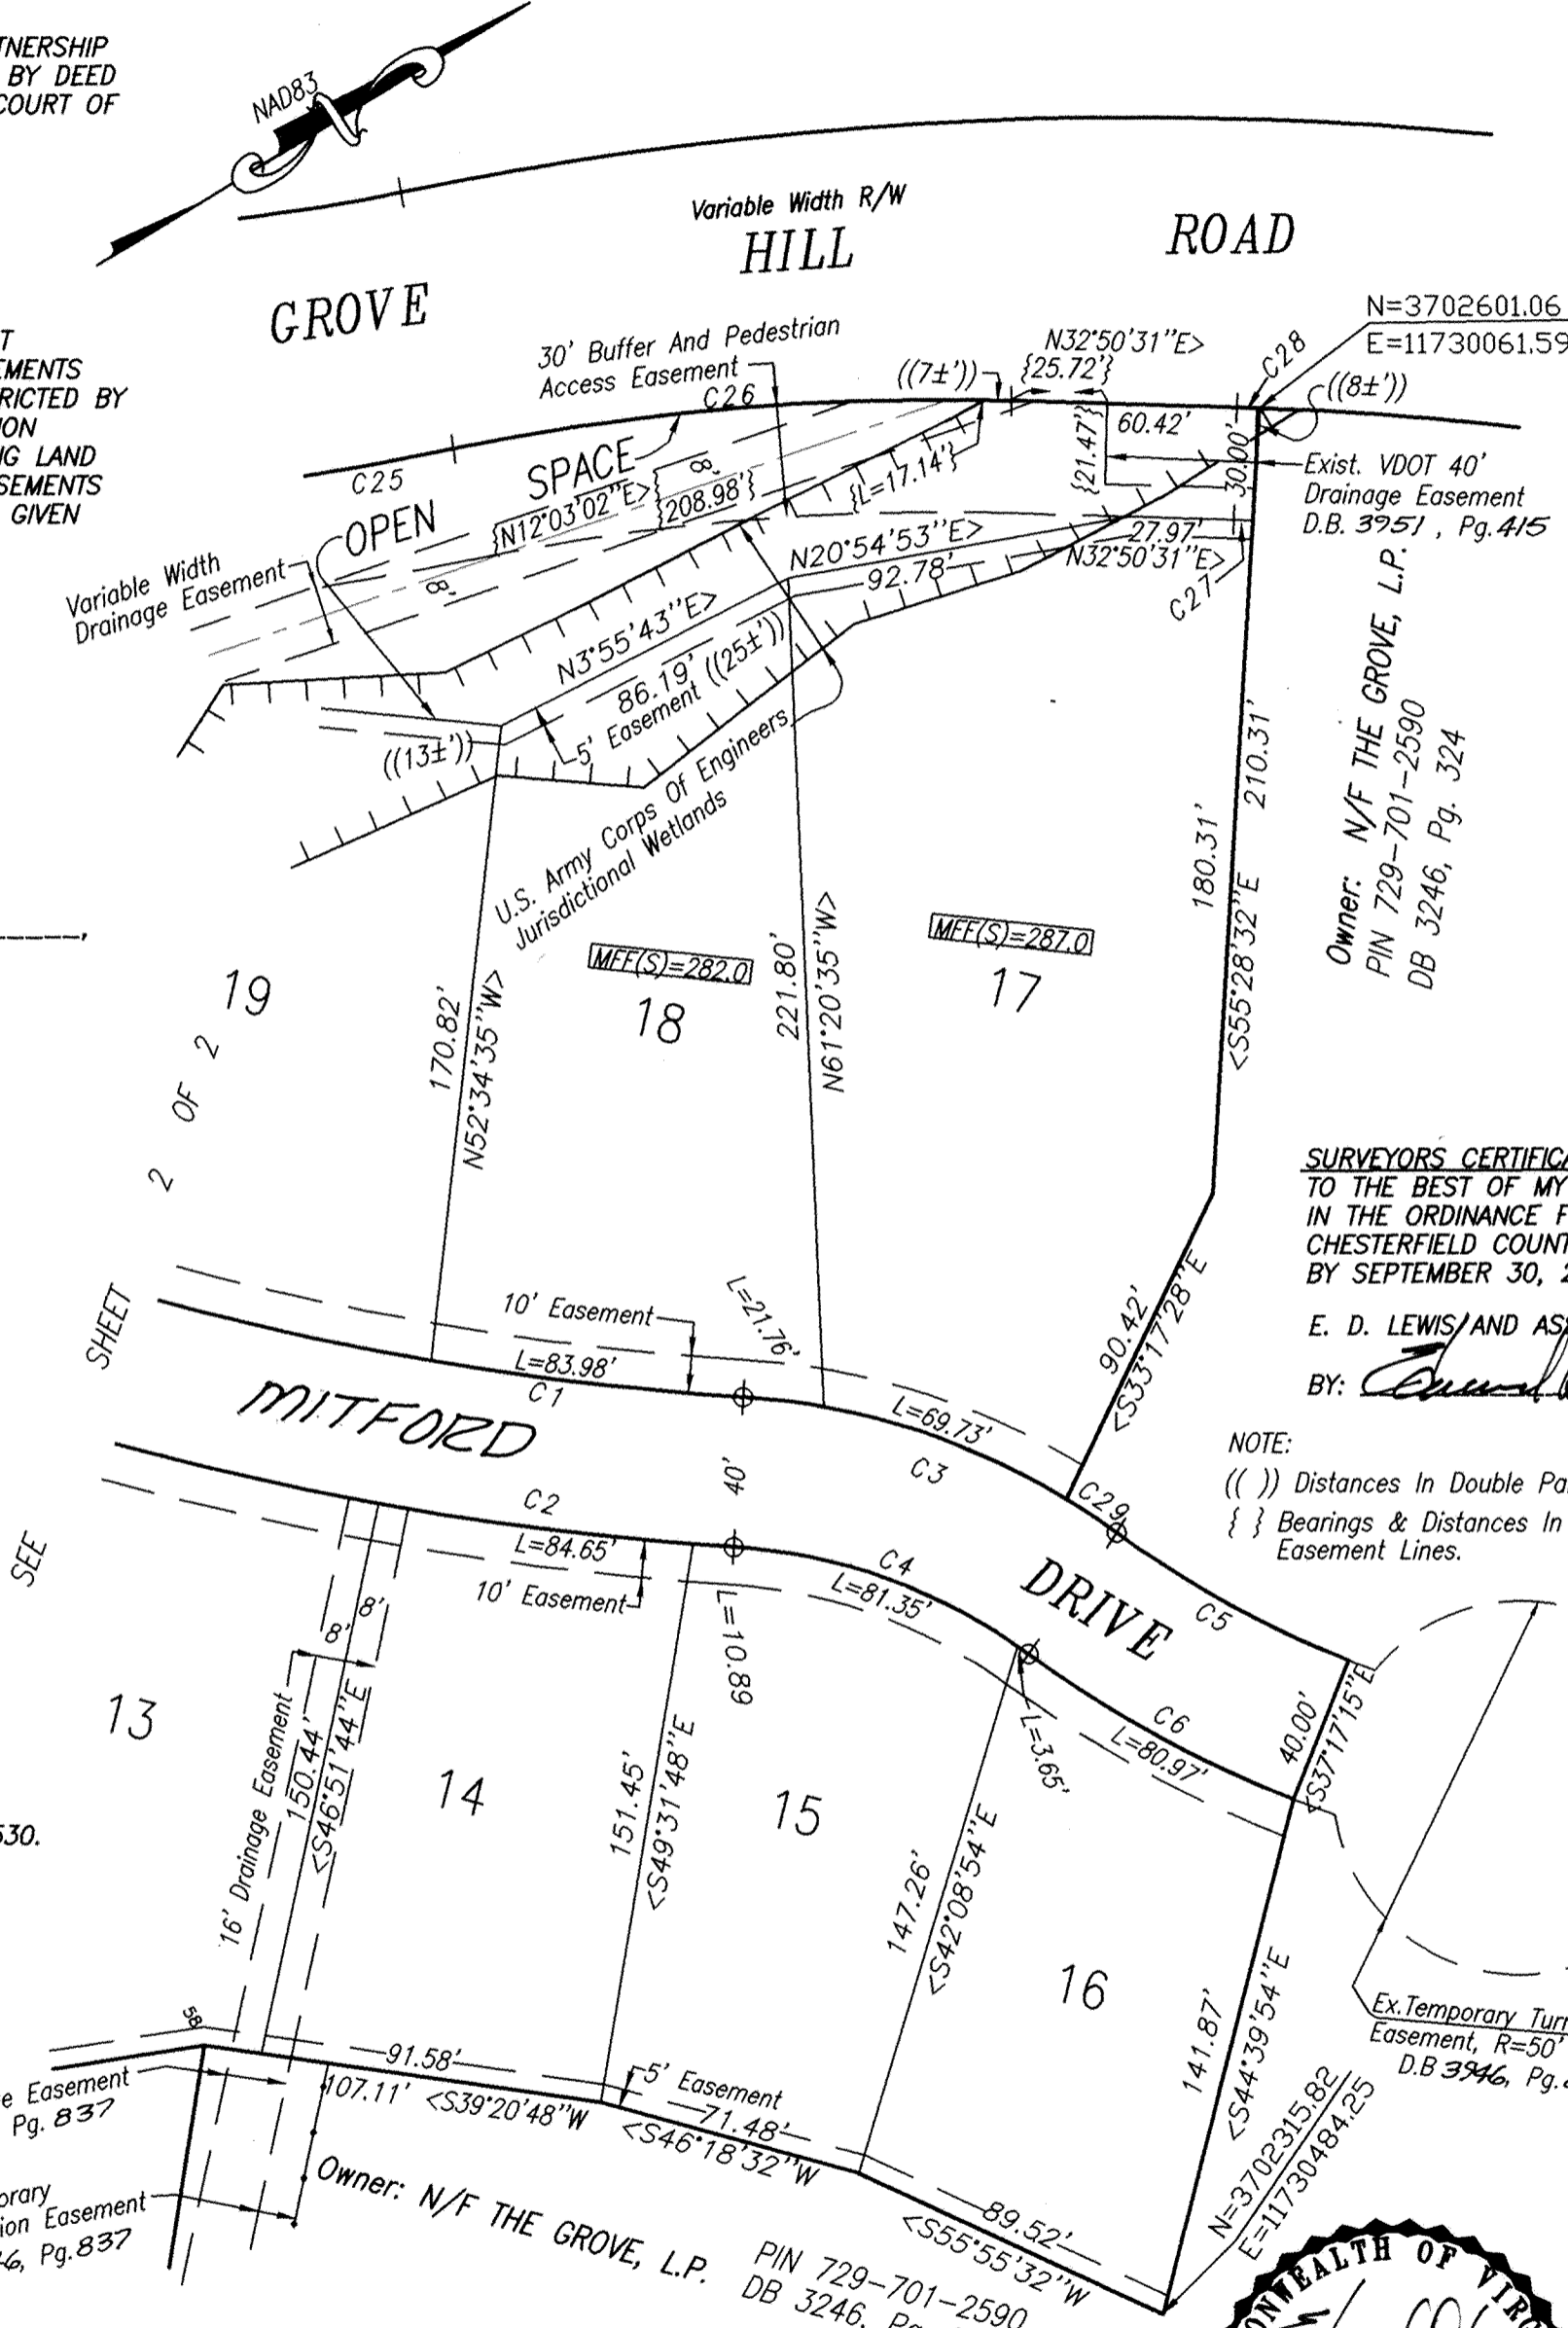 TNERSHIP
BY DEED
COURT OF
NAD83
Variable Width R/W
GROVE HILL ROAD
N=3702601.06
E=11730061.59
T
EMENTS
RICTED BY
ION
G LAND
SEMENTS
GIVEN
30' Buffer And Pedestrian
Access Easement
((7±'))
N32°50'31"E>
{25.72'}
C28
((8±'))
C25
C26
OPEN SPACE
{N12°03'02"E>}
{208.98'}
8'
8'
{L=17.14'}
{21.47'}
60.42'
30.00'
Exist. VDOT 40'
Drainage Easement
D.B. 3951, Pg. 415
Variable Width
Drainage Easement
N20°54'53"E>
92.78'
27.97'
N32°50'31"E>
C27
N3°55'43"E>
86.19'
((25±'))
5' Easement
((13±'))
U.S. Army Corps Of Engineers
Jurisdictional Wetlands
210.31'
180.31'
<S55°28'32"E
Owner: N/F THE GROVE, L.P.
PIN 729-701-2590
DB 3246, Pg. 324
19
MFF(S)=282.0
18
MFF(S)=287.0
17
170.82'
N52°34'35"W>
221.80'
N61°20'35"W>
SEE SHEET 2 OF 2
90.42'
<S33°17'28"E
SURVEYORS CERTIFICA
TO THE BEST OF MY
IN THE ORDINANCE F
CHESTERFIELD COUNT
BY SEPTEMBER 30, 2
E. D. LEWIS AND AS
BY:
NOTE:
(( )) Distances In Double Pa
{ } Bearings & Distances In
Easement Lines.
10' Easement
L=21.76'
L=83.98'
C1
L=69.73'
C3
C29
MITFORD DRIVE
40'
C2
L=84.65'
10' Easement
L=10.89
C4
L=81.35'
C5
C6
L=80.97'
L=3.65'
40.00'
<S37°17'15"E
8'
8'
16' Drainage Easement
150.44'
<S46°51'44"E
13
14
15
16
151.45'
<S49°31'48"E
147.26'
<S42°08'54"E
141.87'
<S44°39'54"E
530.
Ex.Temporary Turn
Easement, R=50'
D.B 3946, Pg.
N=3702315.82
E=11730484.25
58
91.58'
107.11' <S39°20'48"W
5' Easement
71.48'
<S46°18'32"W
89.52'
<S55°55'32"W
e Easement
Pg. 837
orary
ion Easement
6, Pg. 837
Owner: N/F THE GROVE, L.P.
PIN 729-701-2590
DB 3246, Pg
ONWEALTH OF VIRG